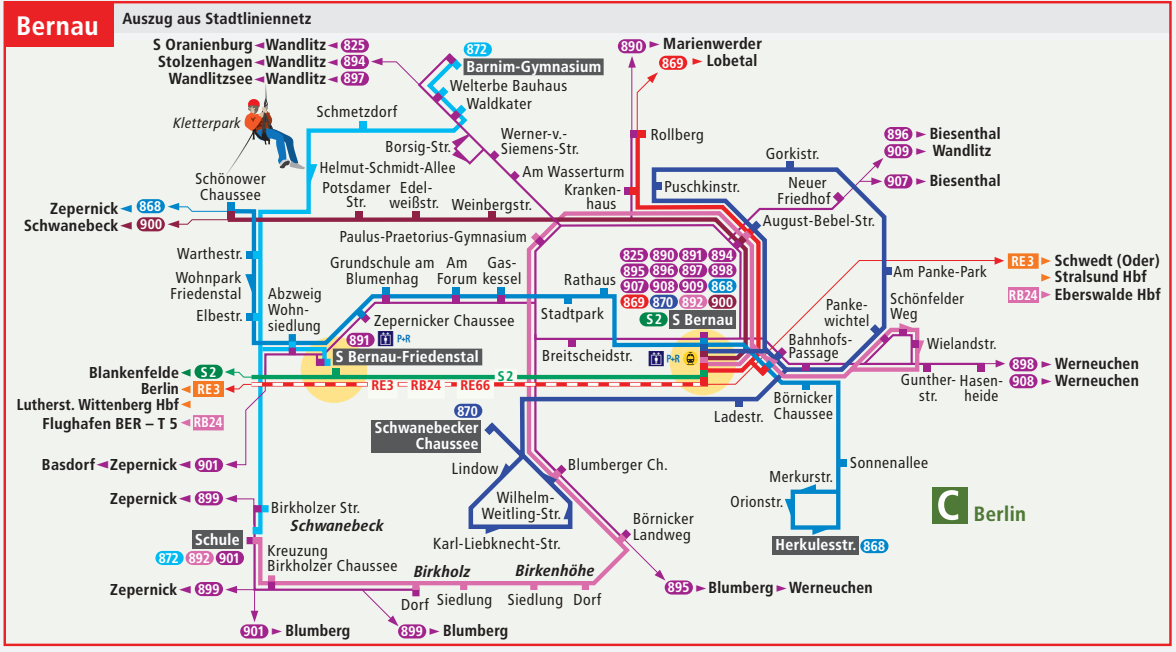 Bernau
Auszug aus Stadtliniennetz
S Oranienburg Wandlitz 825
Stolzenhagen Wandlitz 894
Wandlitzsee Wandlitz 897
872
Barnim-Gymnasium
Welterbe Bauhaus
Waldkater
890 Marienwerder
869 Lobetal
Kletterpark
Schmetzdorf
Borsig-Str.
Werner-v.-
Siemens-Str.
Am Wasserturm
Rollberg
Gorkistr.
896 Biesenthal
909 Wandlitz
907 Biesenthal
Helmut-Schmidt-Allee
Schönower
Chaussee
Potsdamer
Str.
Edel-
weißstr.
Weinbergstr.
Kranken-
haus
Puschkinstr.
Neuer
Friedhof
August-Bebel-Str.
Zepernick 868
Schwanebeck 900
Paulus-Praetorius-Gymnasium
Warthestr.
Wohnpark
Friedenstal
Elbestr.
Abzweig
Wohn-
siedlung
Grundschule am
Blumenhag
Am
Forum
Gas-
kessel
Rathaus
Stadtpark
Zepernicker Chaussee
825 890 891 894
895 896 897 898
907 908 909 868
869 870 892 900
S2 S Bernau
Am Panke-Park
Panke-
wichtel
Schönfelder
Weg
Wielandstr.
RE3 Schwedt (Oder)
Stralsund Hbf
RB24 Eberswalde Hbf
891 P+R
S Bernau-Friedenstal
Breitscheidstr.
P+R
Bahnhofs-
Passage
Blankenfelde S2
Berlin RE3
Lutherst. Wittenberg Hbf
Flughafen BER – T 5 RB24
S2
RE3 RB24 RE66
Gunther-
str.
Hasen-
heide
898 Werneuchen
908 Werneuchen
Ladestr.
Börnicker
Chaussee
870
Schwanebecker
Chaussee
Basdorf Zepernick 901
Lindow
Blumberger Ch.
Wilhelm-
Weitling-Str.
Karl-Liebknecht-Str.
Sonnenallee
Merkurstr.
Orionstr.
Herkulesstr. 868
C Berlin
Zepernick 899
Birkholzer Str.
Schwanebeck
Schule
872 892 901
Kreuzung
Birkholzer Chaussee
Börnicker
Landweg
Birkholz
Birkenhöhe
Zepernick 899
Dorf
Siedlung
Siedlung
Dorf
895 Blumberg Werneuchen
901 Blumberg
899 Blumberg